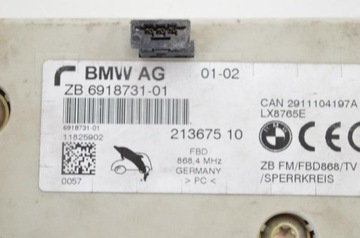 BMW AG 01-02
ZB 6918731-01
CAN 2911104197A
LX8765E
6918731-01
11825902
213675 10
FBD
868,4 MHz
GERMANY
> PC <
0057
ZB FM/FBD868/TV
/SPERRKREIS
CE